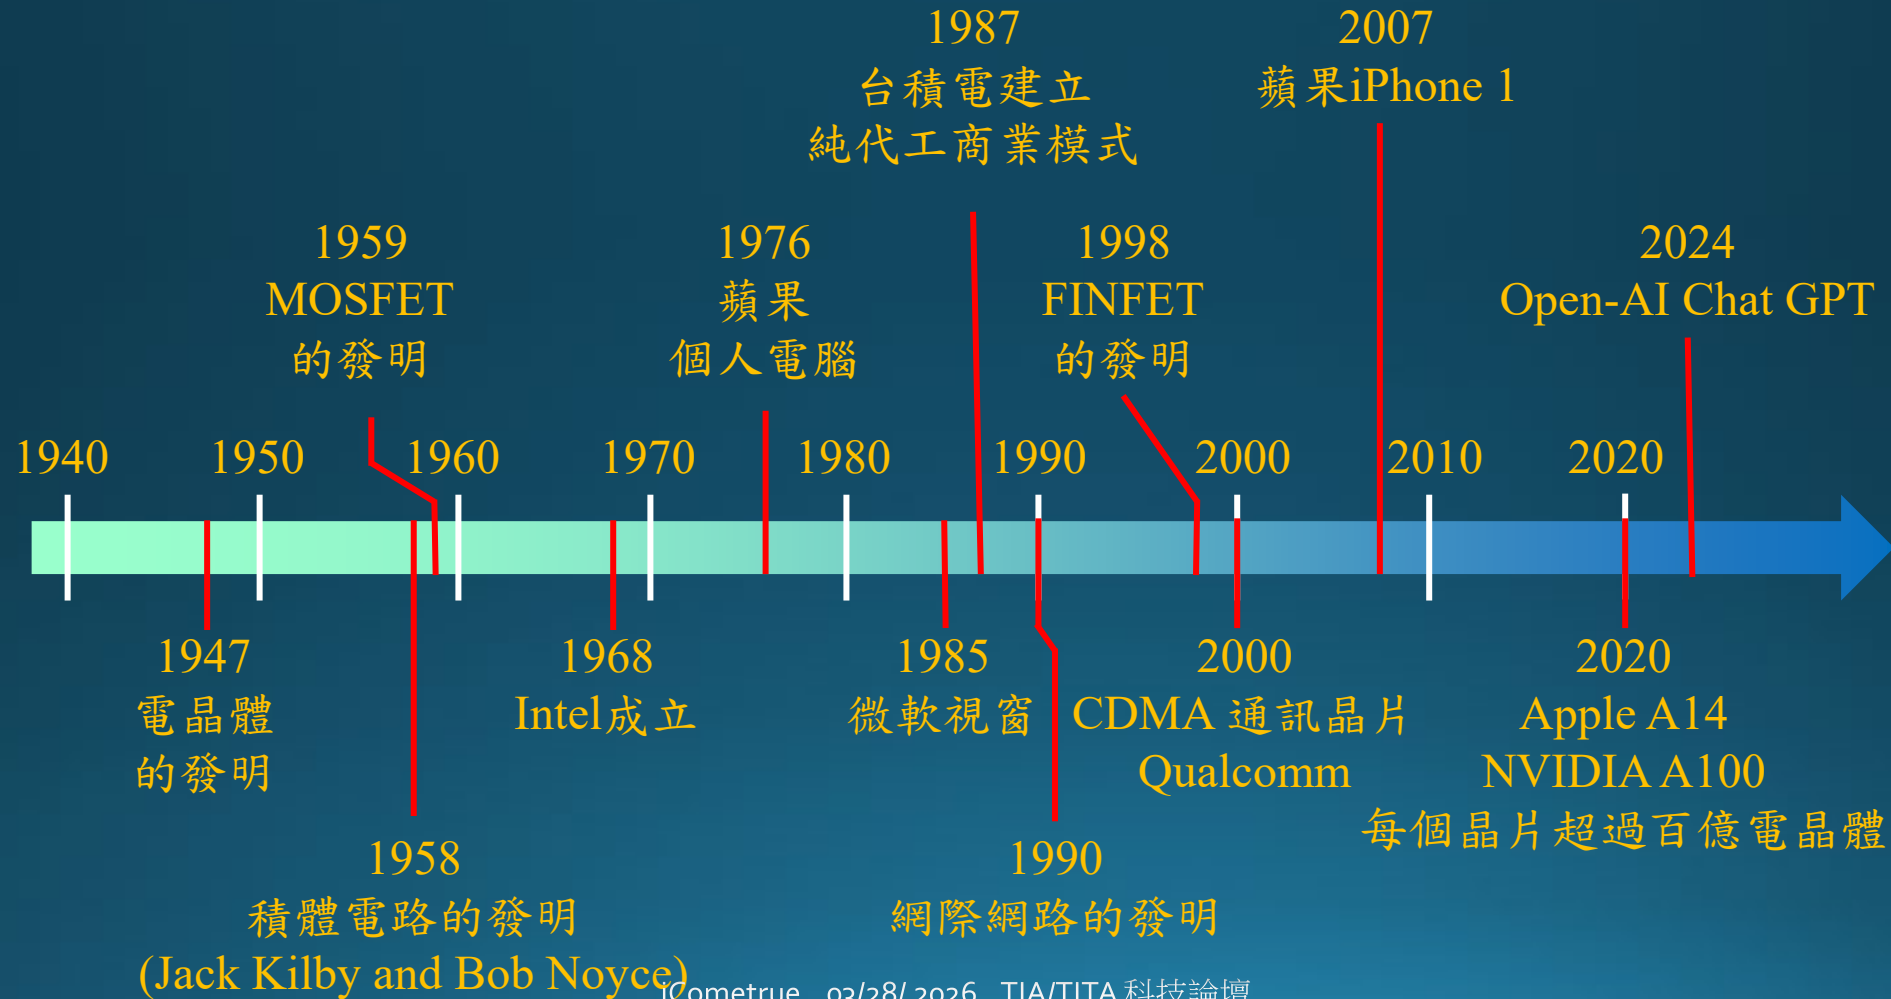 1987
台積電建立
純代工商業模式
2007
蘋果iPhone 1
1959
MOSFET
的發明
1976
蘋果
個人電腦
1998
FINFET
的發明
2024
Open-AI Chat GPT
1940
1950
1960
1970
1980
1990
2000
2010
2020
1947
電晶體
的發明
1968
Intel成立
1985
微軟視窗
2000
CDMA 通訊晶片
Qualcomm
2020
Apple A14
NVIDIA A100
每個晶片超過百億電晶體
1958
積體電路的發明
(Jack Kilby and Bob Noyce)
1990
網際網路的發明
iCometrue 03/28/ 2026 TIA/TITA 科技論壇